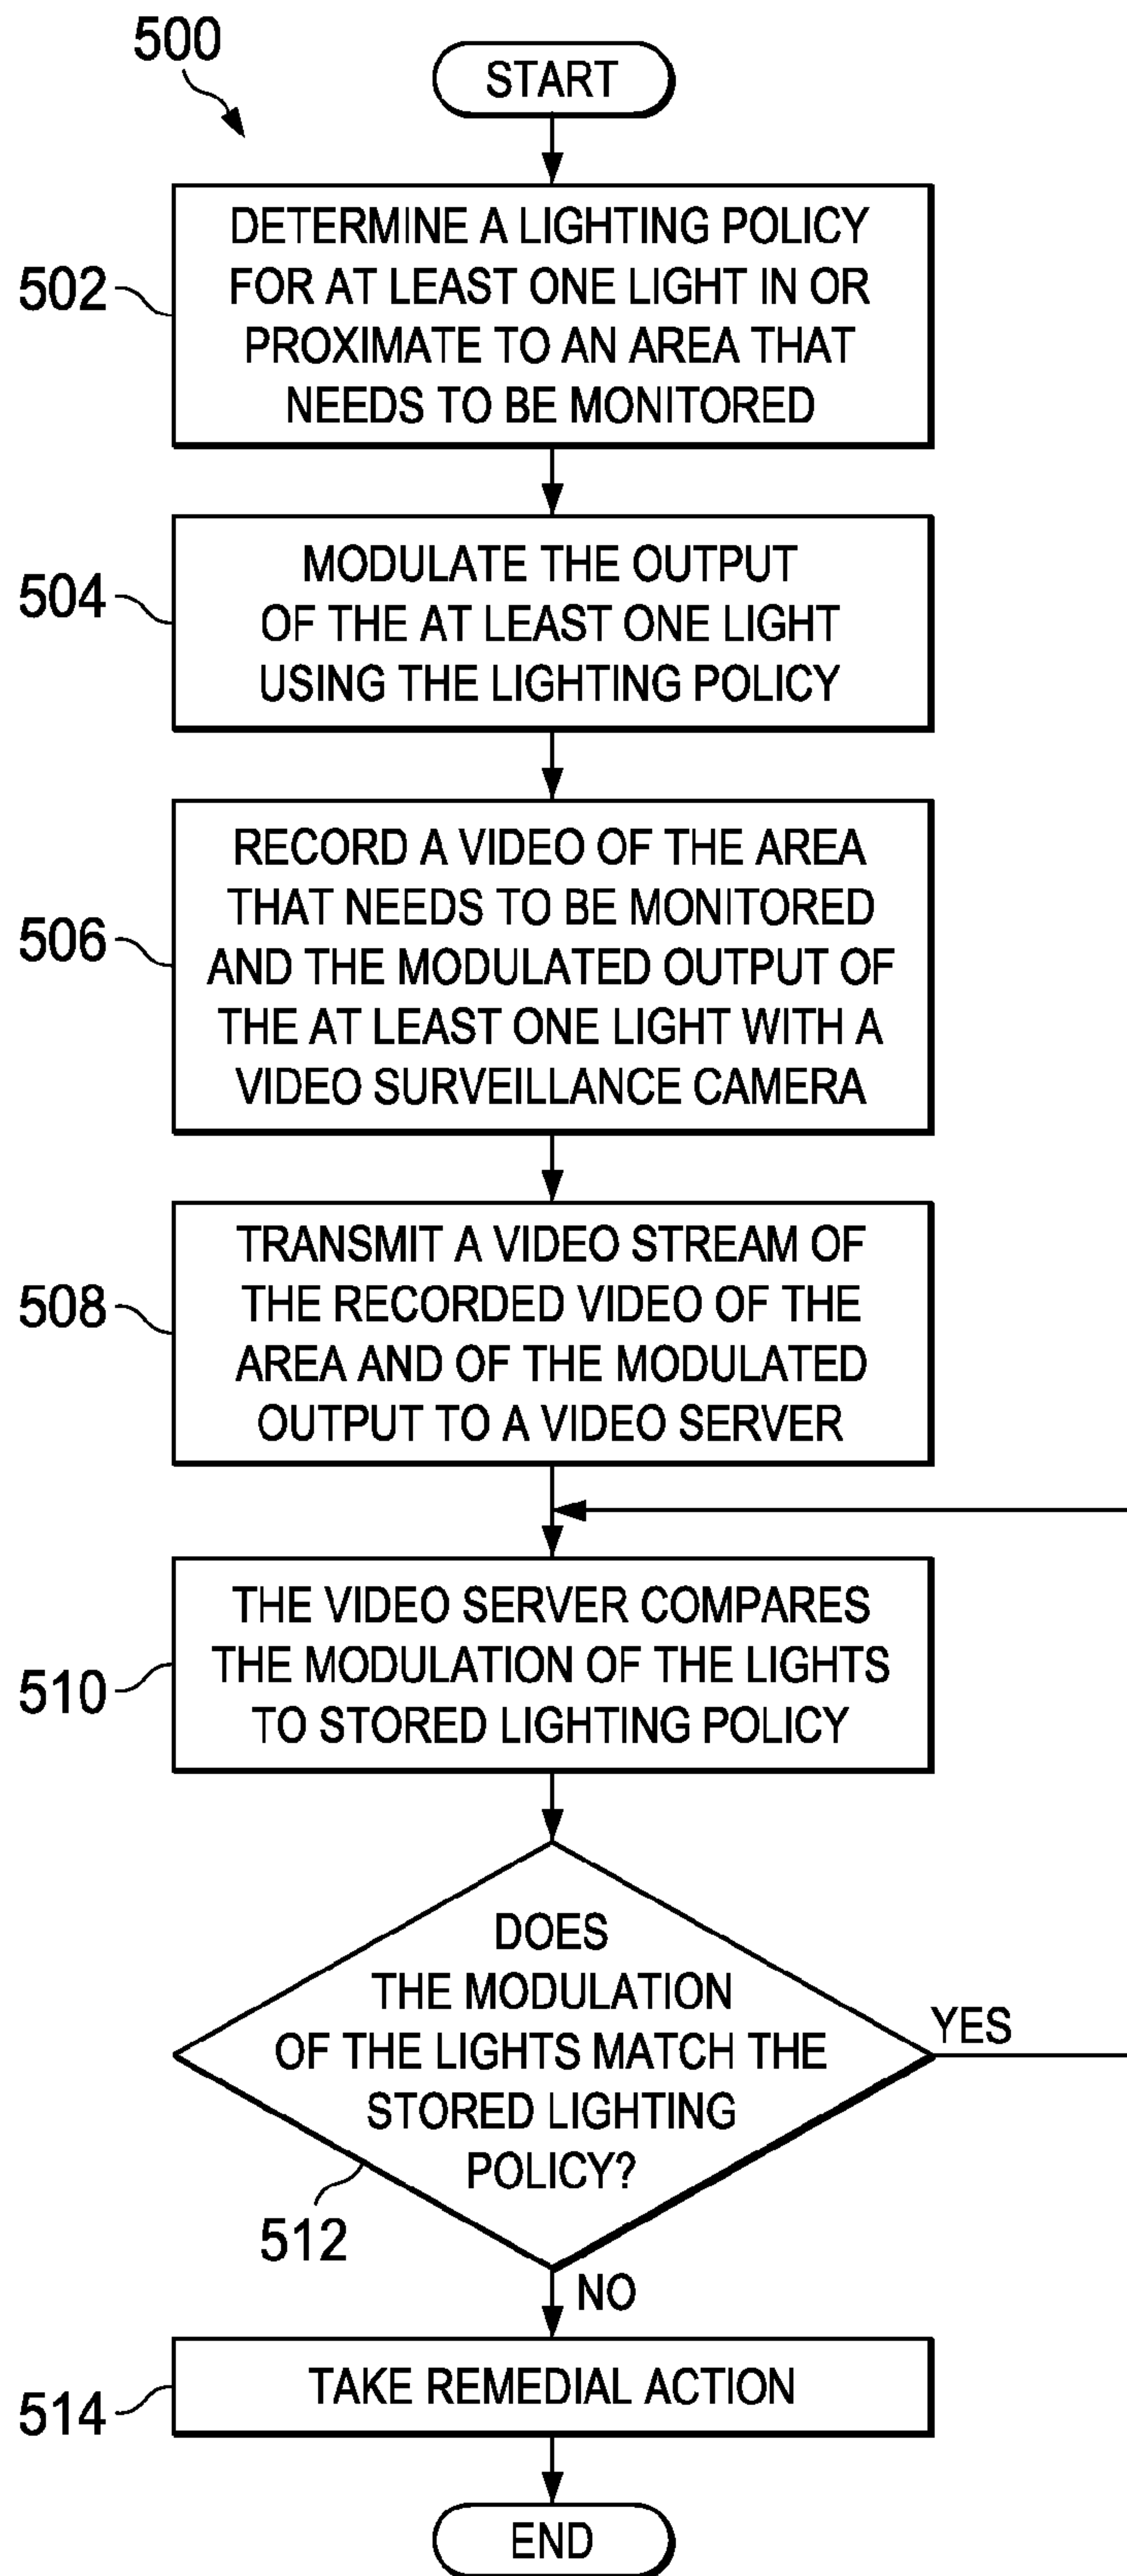 500
START
502
DETERMINE A LIGHTING POLICY
FOR AT LEAST ONE LIGHT IN OR
PROXIMATE TO AN AREA THAT
NEEDS TO BE MONITORED
504
MODULATE THE OUTPUT
OF THE AT LEAST ONE LIGHT
USING THE LIGHTING POLICY
506
RECORD A VIDEO OF THE AREA
THAT NEEDS TO BE MONITORED
AND THE MODULATED OUTPUT OF
THE AT LEAST ONE LIGHT WITH A
VIDEO SURVEILLANCE CAMERA
508
TRANSMIT A VIDEO STREAM OF
THE RECORDED VIDEO OF THE
AREA AND OF THE MODULATED
OUTPUT TO A VIDEO SERVER
510
THE VIDEO SERVER COMPARES
THE MODULATION OF THE LIGHTS
TO STORED LIGHTING POLICY
DOES
THE MODULATION
OF THE LIGHTS MATCH THE
STORED LIGHTING
POLICY?
YES
512
NO
514
TAKE REMEDIAL ACTION
END